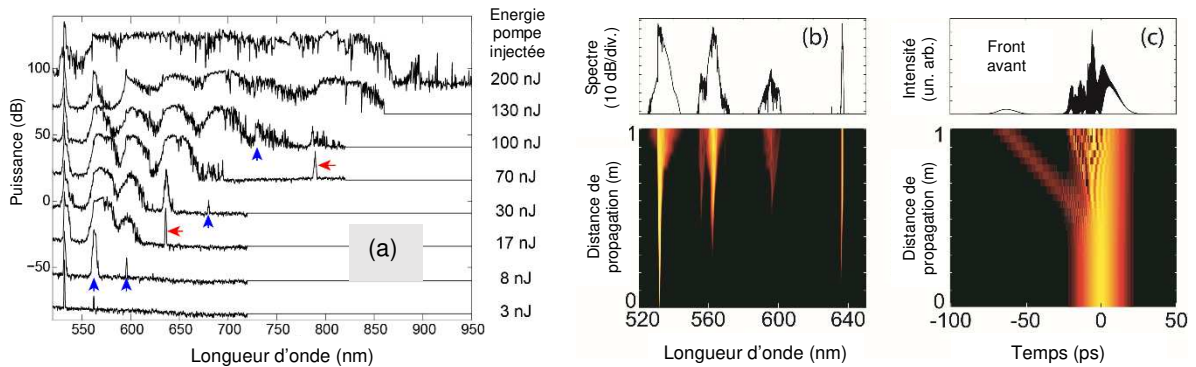 Energie
pompe
injectée
200 nJ
130 nJ
100 nJ
70 nJ
30 nJ
17 nJ
8 nJ
3 nJ
Puissance (dB)
100
50
0
−50
(a)
550 600 650 700 750 800 850 900 950
Longueur d'onde (nm)
Spectre
(10 dB/div.)
(b)
Distance de
propagation (m)
1
0
520 560 600 640
Longueur d'onde (nm)
Intensité
(un. arb.)
Front
avant
(c)
Distance de
propagation (m)
1
0
-100 -50 0 50
Temps (ps)